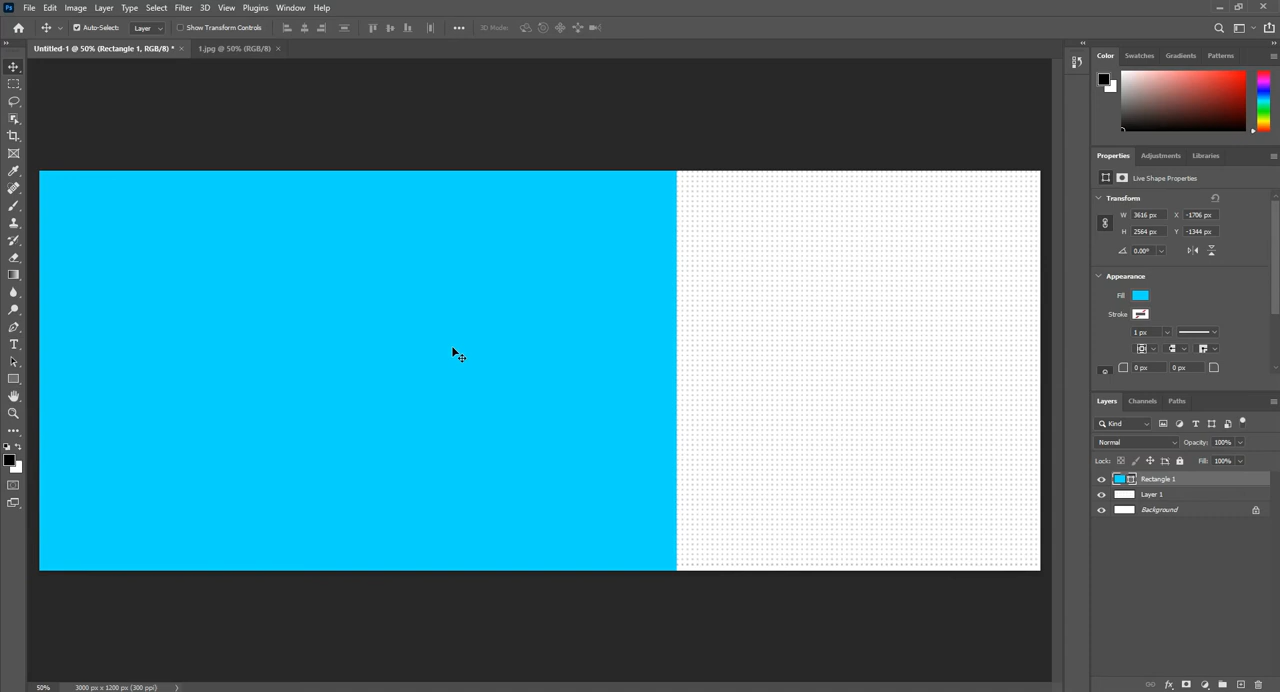 Ps File Edit Image Layer Type Select Filter 3D View Plugins Window Help
Auto-Select: Layer Show Transform Controls ••• 3D Mode:
Untitled-1 @ 50% (Rectangle 1, RGB/8) * × 1.jpg @ 50% (RGB/8) ×
Color Swatches Gradients Patterns
Properties Adjustments Libraries
Live Shape Properties
Transform
W 3616 px X -1706 px
H 2564 px Y -1344 px
0.00°
Appearance
Fill
Stroke
1 px
0 px 0 px
Layers Channels Paths
Kind
Normal Opacity: 100%
Lock: Fill: 100%
Rectangle 1
Layer 1
Background
50% 3000 px x 1200 px (300 ppi)